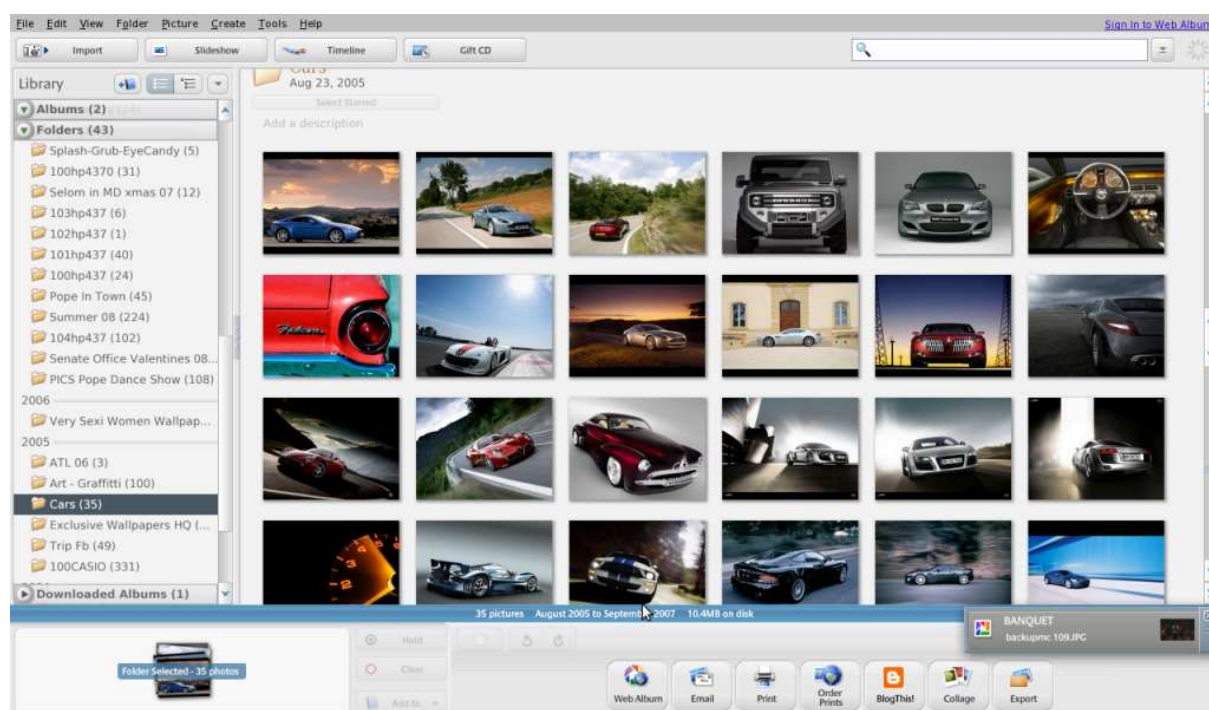 File Edit View Folder Picture Create Tools Help
Sign In to Web Album
Import Slideshow Timeline Gift CD
Library
Cars
Aug 23, 2005
Select Starred
Add a description
Albums (2)
Folders (43)
Splash-Grub-EyeCandy (5)
100hp4370 (31)
Selom in MD xmas 07 (12)
103hp437 (6)
102hp437 (1)
101hp437 (40)
100hp437 (24)
Pope In Town (45)
Summer 08 (224)
104hp437 (102)
Senate Office Valentines 08...
PICS Pope Dance Show (108)
2006
Very Sexi Women Wallpap...
2005
ATL 06 (3)
Art - Graffitti (100)
Cars (35)
Exclusive Wallpapers HQ (...
Trip Fb (49)
100CASIO (331)
Downloaded Albums (1)
35 pictures August 2005 to September 2007 10.4MB on disk
BANQUET
backupmc 109.JPG
Folder Selected - 35 photos
Hold
Clear
Add to
Web Album Email Print Order Prints BlogThis! Collage Export